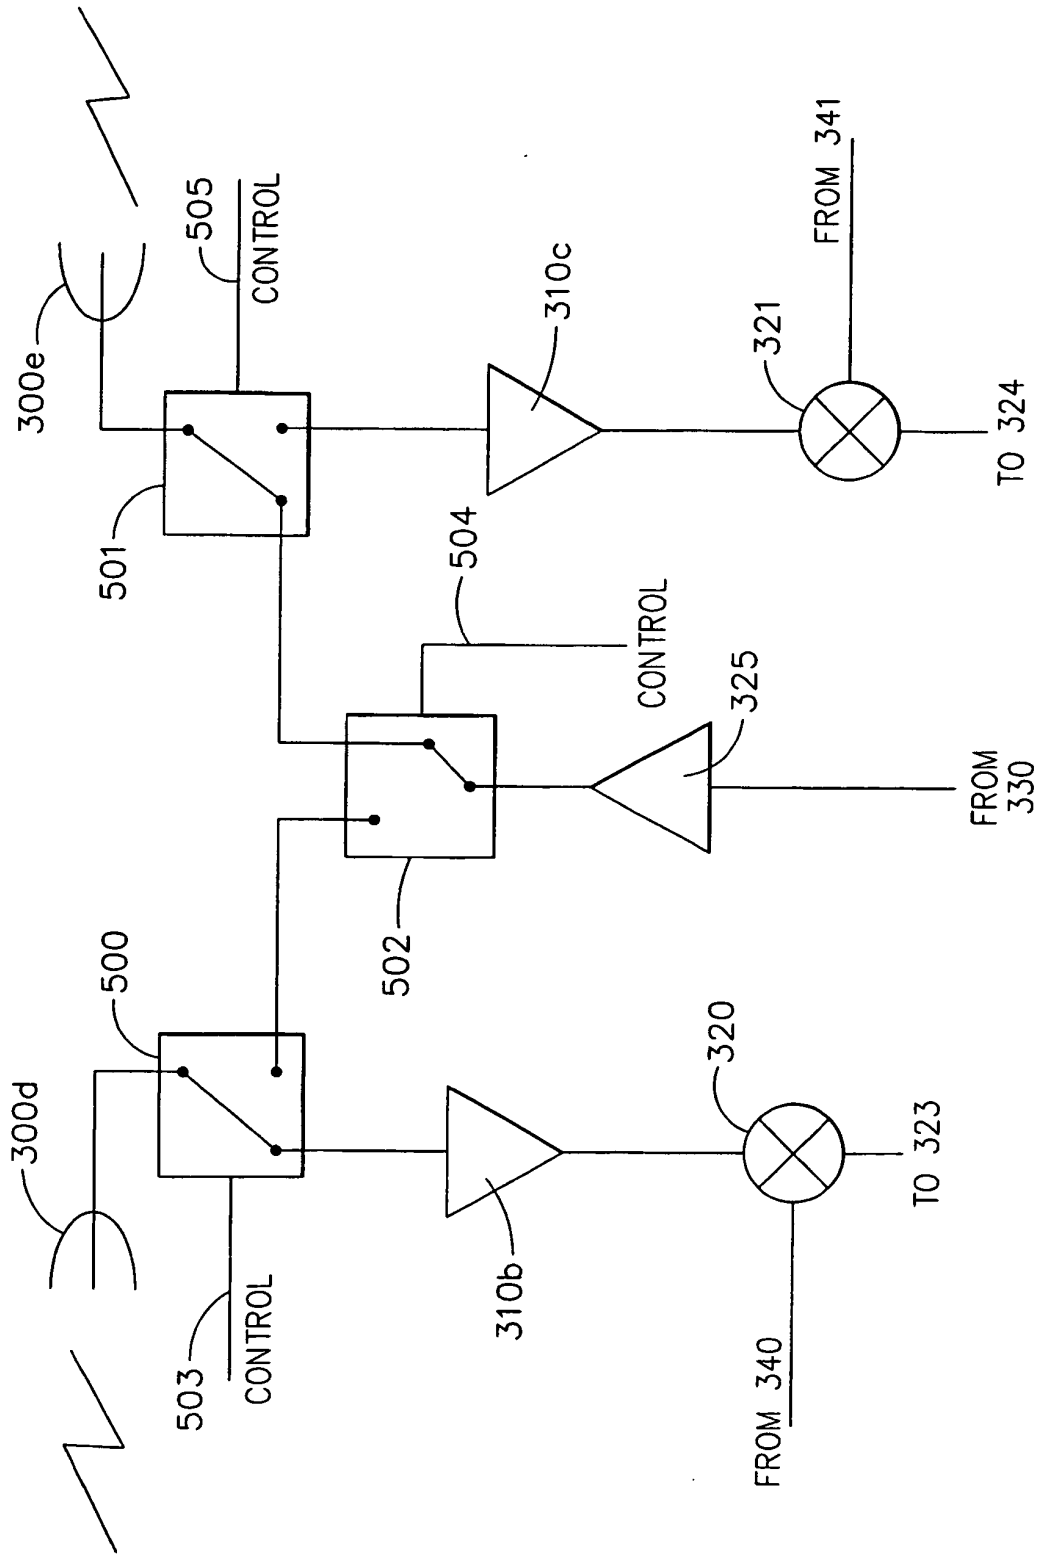 300d
500
300e
501
505
CONTROL
503
CONTROL
502
504
CONTROL
310b
310c
325
320
321
FROM 340
FROM 341
TO 323
FROM
330
TO 324